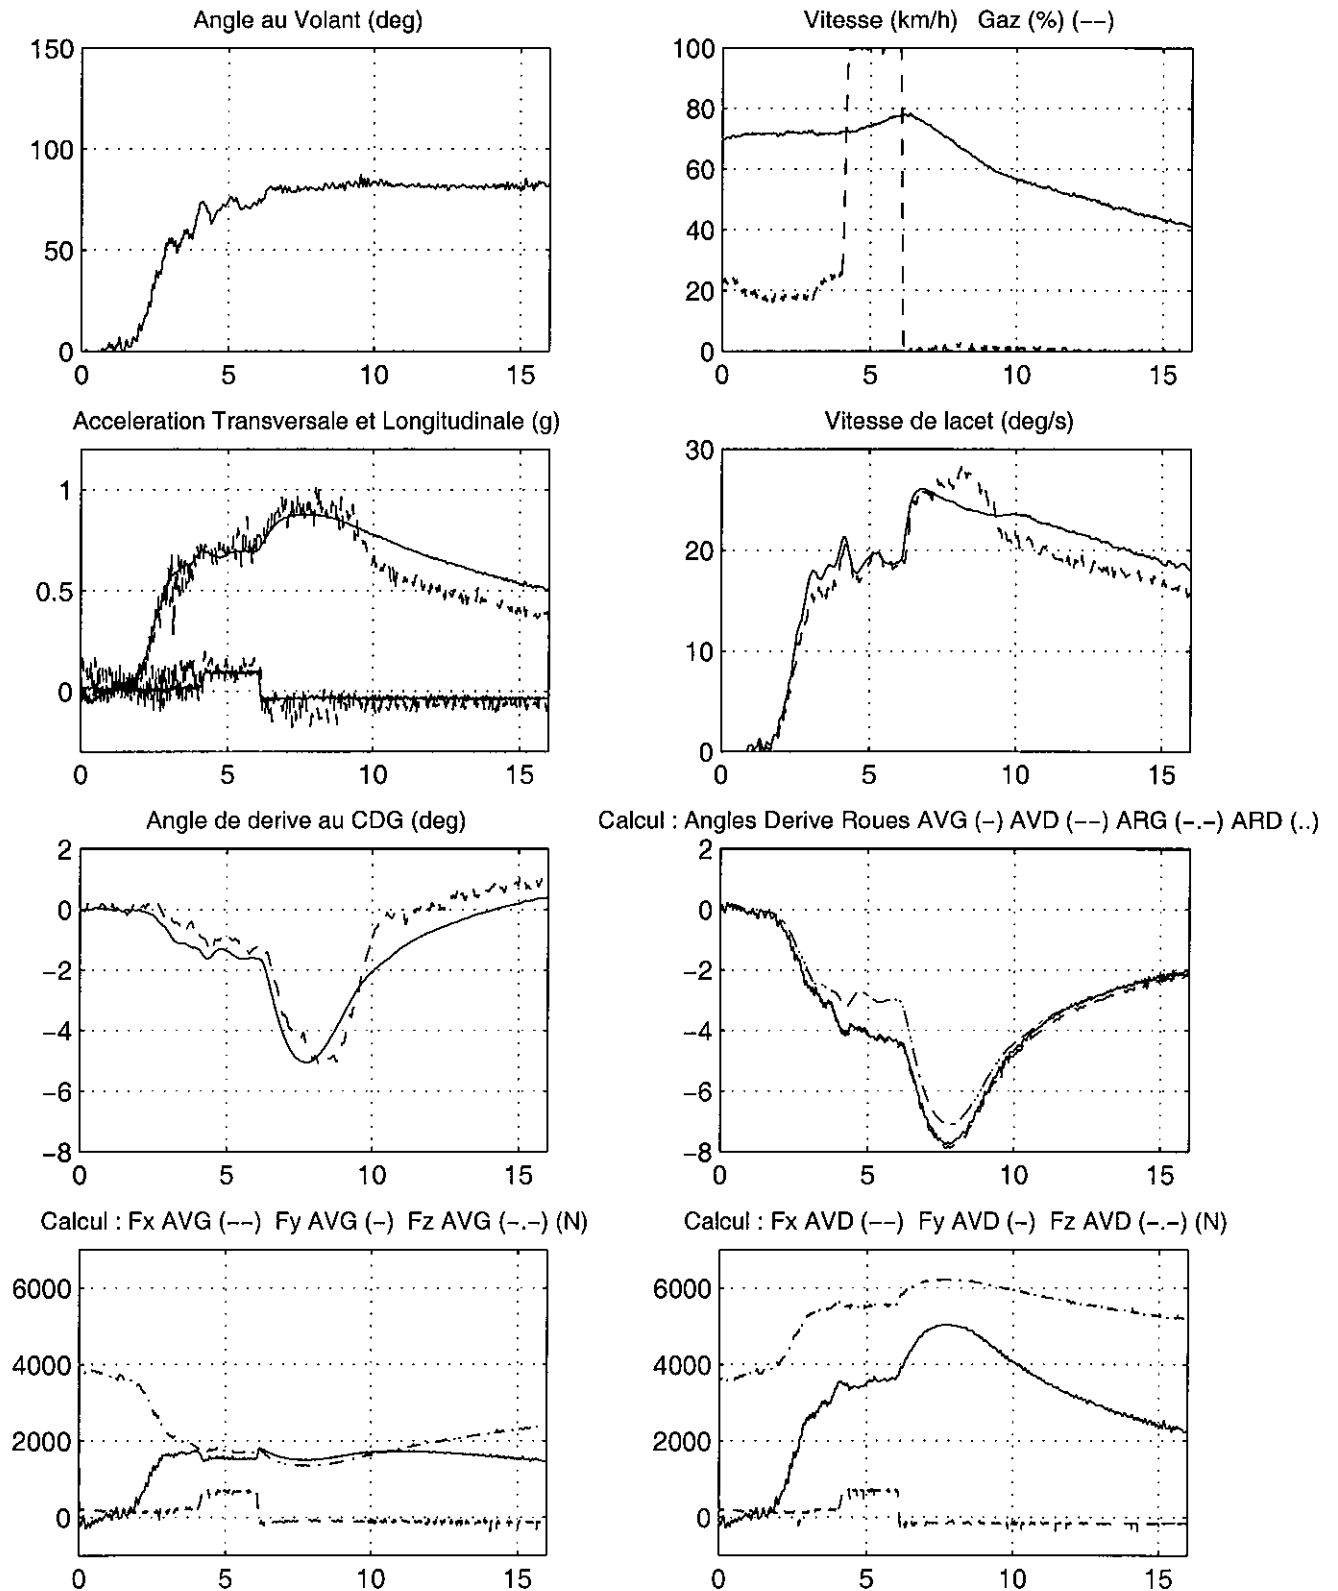 Angle au Volant (deg)
150
100
50
0
0 5 10 15
Vitesse (km/h) Gaz (%) (--)
100
80
60
40
20
0
0 5 10 15
Acceleration Transversale et Longitudinale (g)
1
0.5
0
0 5 10 15
Vitesse de lacet (deg/s)
30
20
10
0
0 5 10 15
Angle de derive au CDG (deg)
2
0
-2
-4
-6
-8
0 5 10 15
Calcul : Angles Derive Roues AVG (-) AVD (--) ARG (-.-) ARD (..)
2
0
-2
-4
-6
-8
0 5 10 15
Calcul : Fx AVG (--) Fy AVG (-) Fz AVG (-.-) (N)
6000
4000
2000
0
0 5 10 15
Calcul : Fx AVD (--) Fy AVD (-) Fz AVD (-.-) (N)
6000
4000
2000
0
0 5 10 15